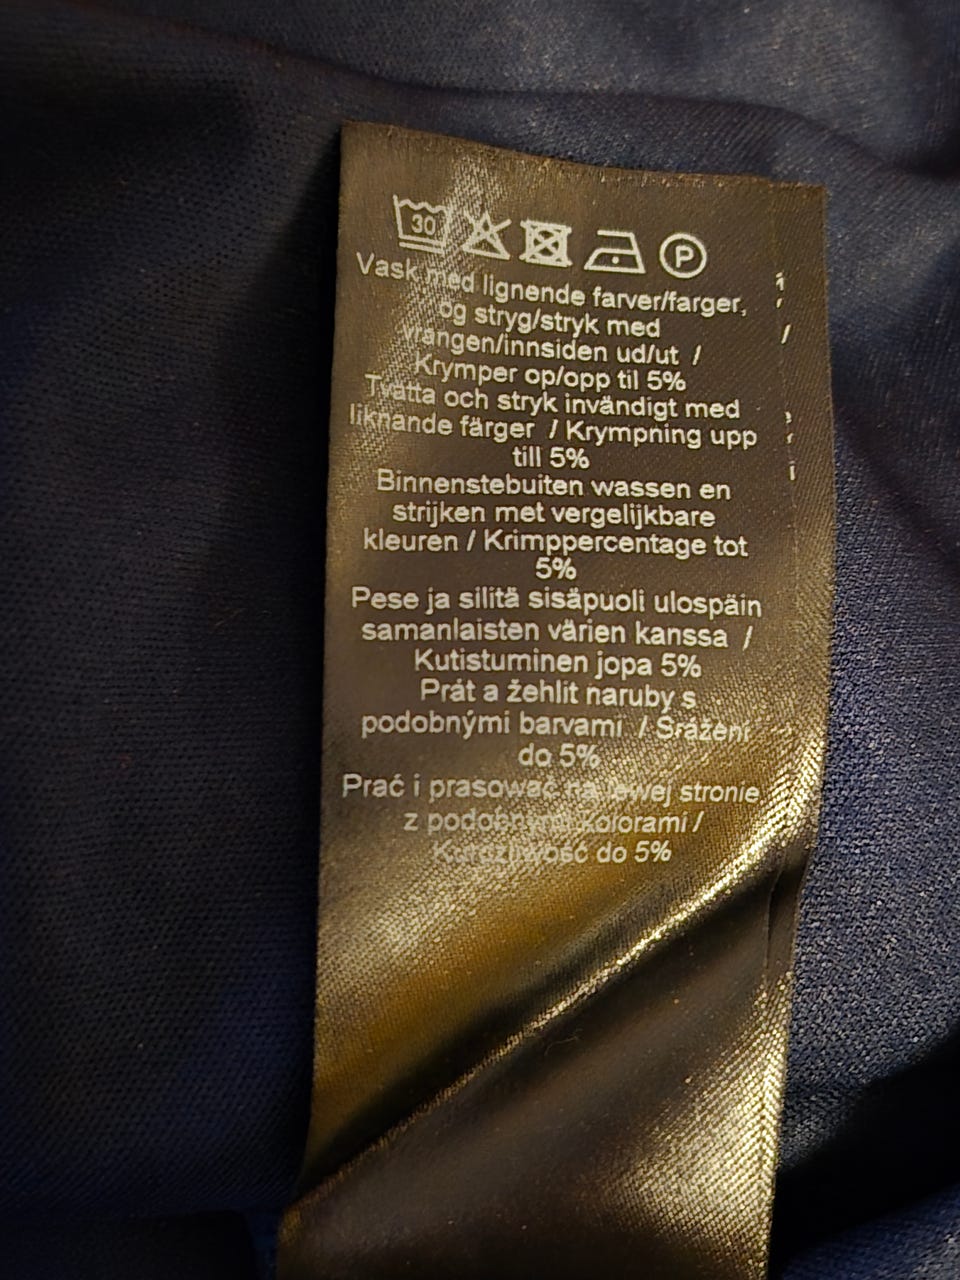 30
P
Vask med lignende farver/farger,
og stryg/stryk med
vrangen/innsiden ud/ut /
Krymper op/opp til 5%
Tvätta och stryk invändigt med
liknande färger / Krympning upp
till 5%
Binnenstebuiten wassen en
strijken met vergelijkbare
kleuren / Krimppercentage tot
5%
Pese ja silitä sisäpuoli ulospäin
samanlaisten värien kanssa /
Kutistuminen jopa 5%
Prát a žehlit naruby s
podobnými barvami / Srážení
do 5%
Prać i prasować na lewej stronie
z podobnymi kolorami /
Kurczliwość do 5%